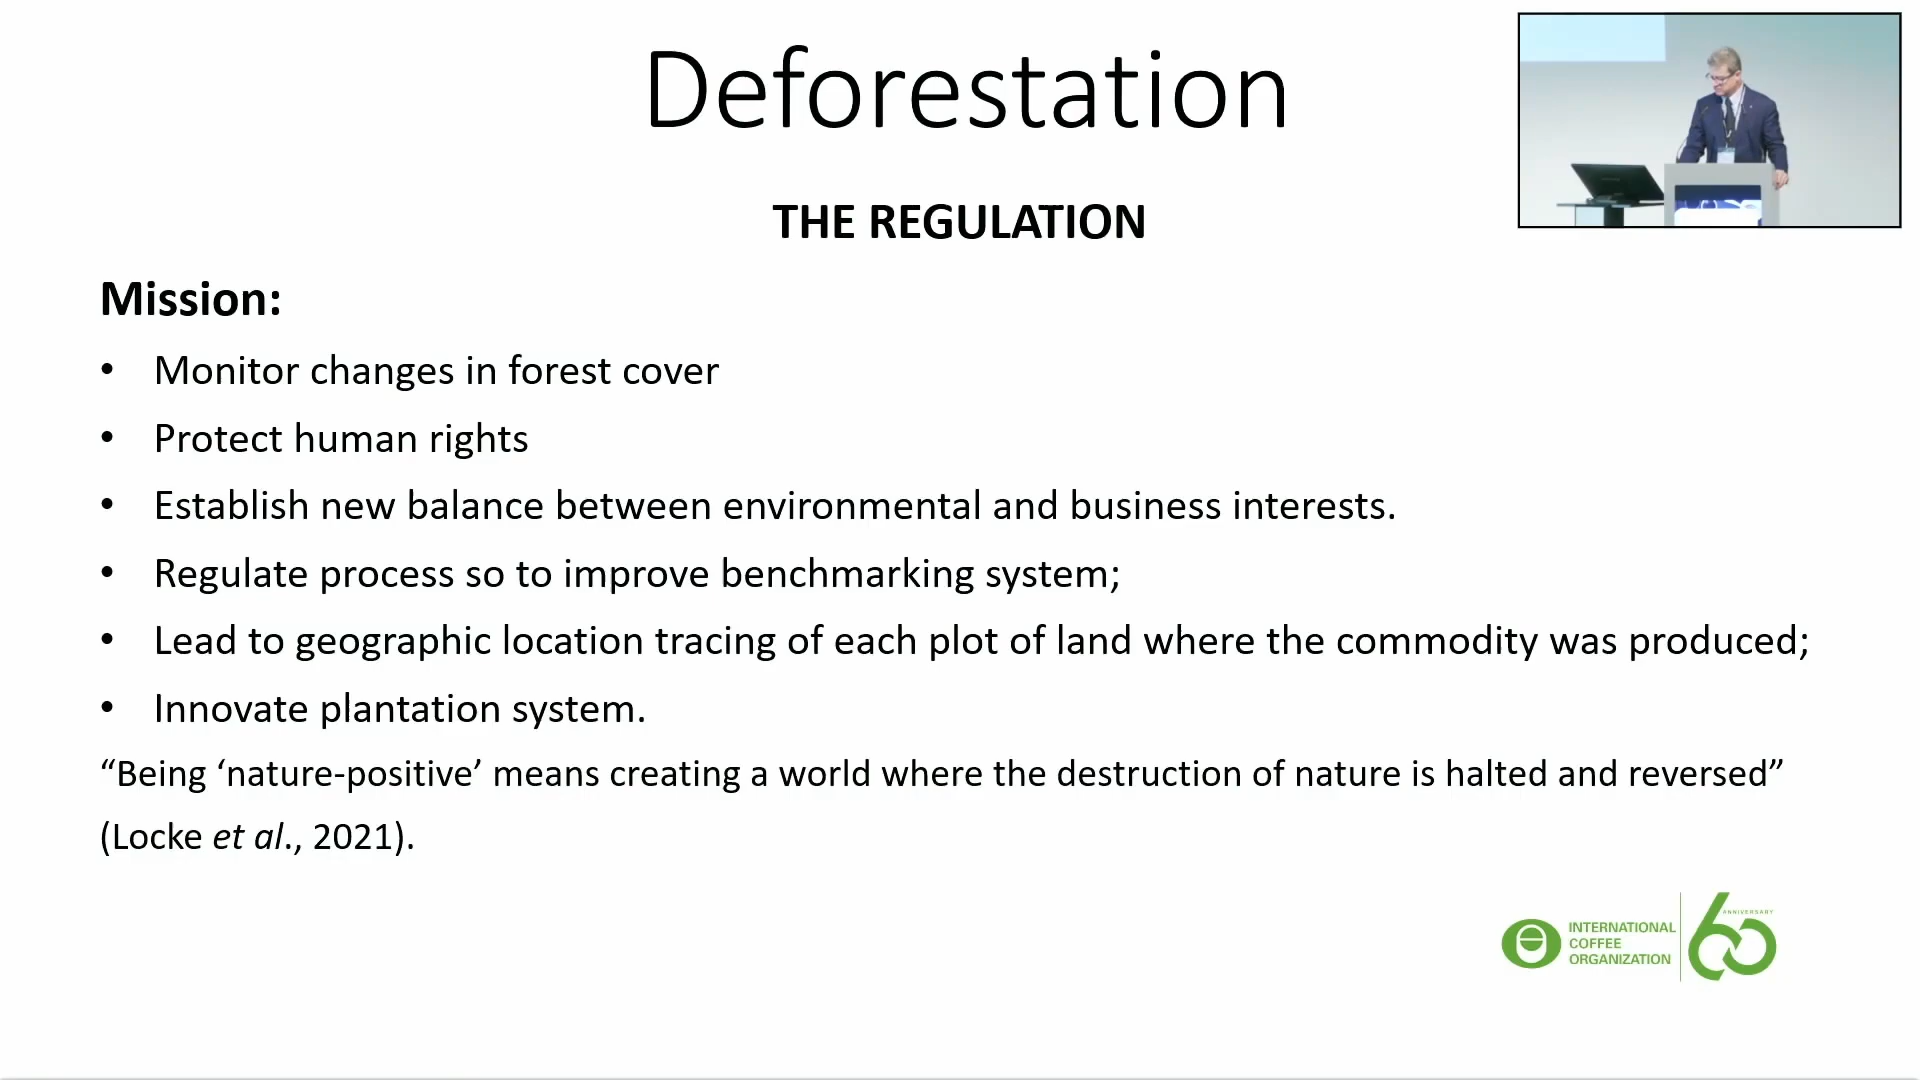 Deforestation
THE REGULATION
Mission:
• Monitor changes in forest cover
• Protect human rights
• Establish new balance between environmental and business interests.
• Regulate process so to improve benchmarking system;
• Lead to geographic location tracing of each plot of land where the commodity was produced;
• Innovate plantation system.
“Being ‘nature-positive’ means creating a world where the destruction of nature is halted and reversed”
(Locke et al., 2021).
INTERNATIONAL
COFFEE
ORGANIZATION
60
ANNIVERSARY